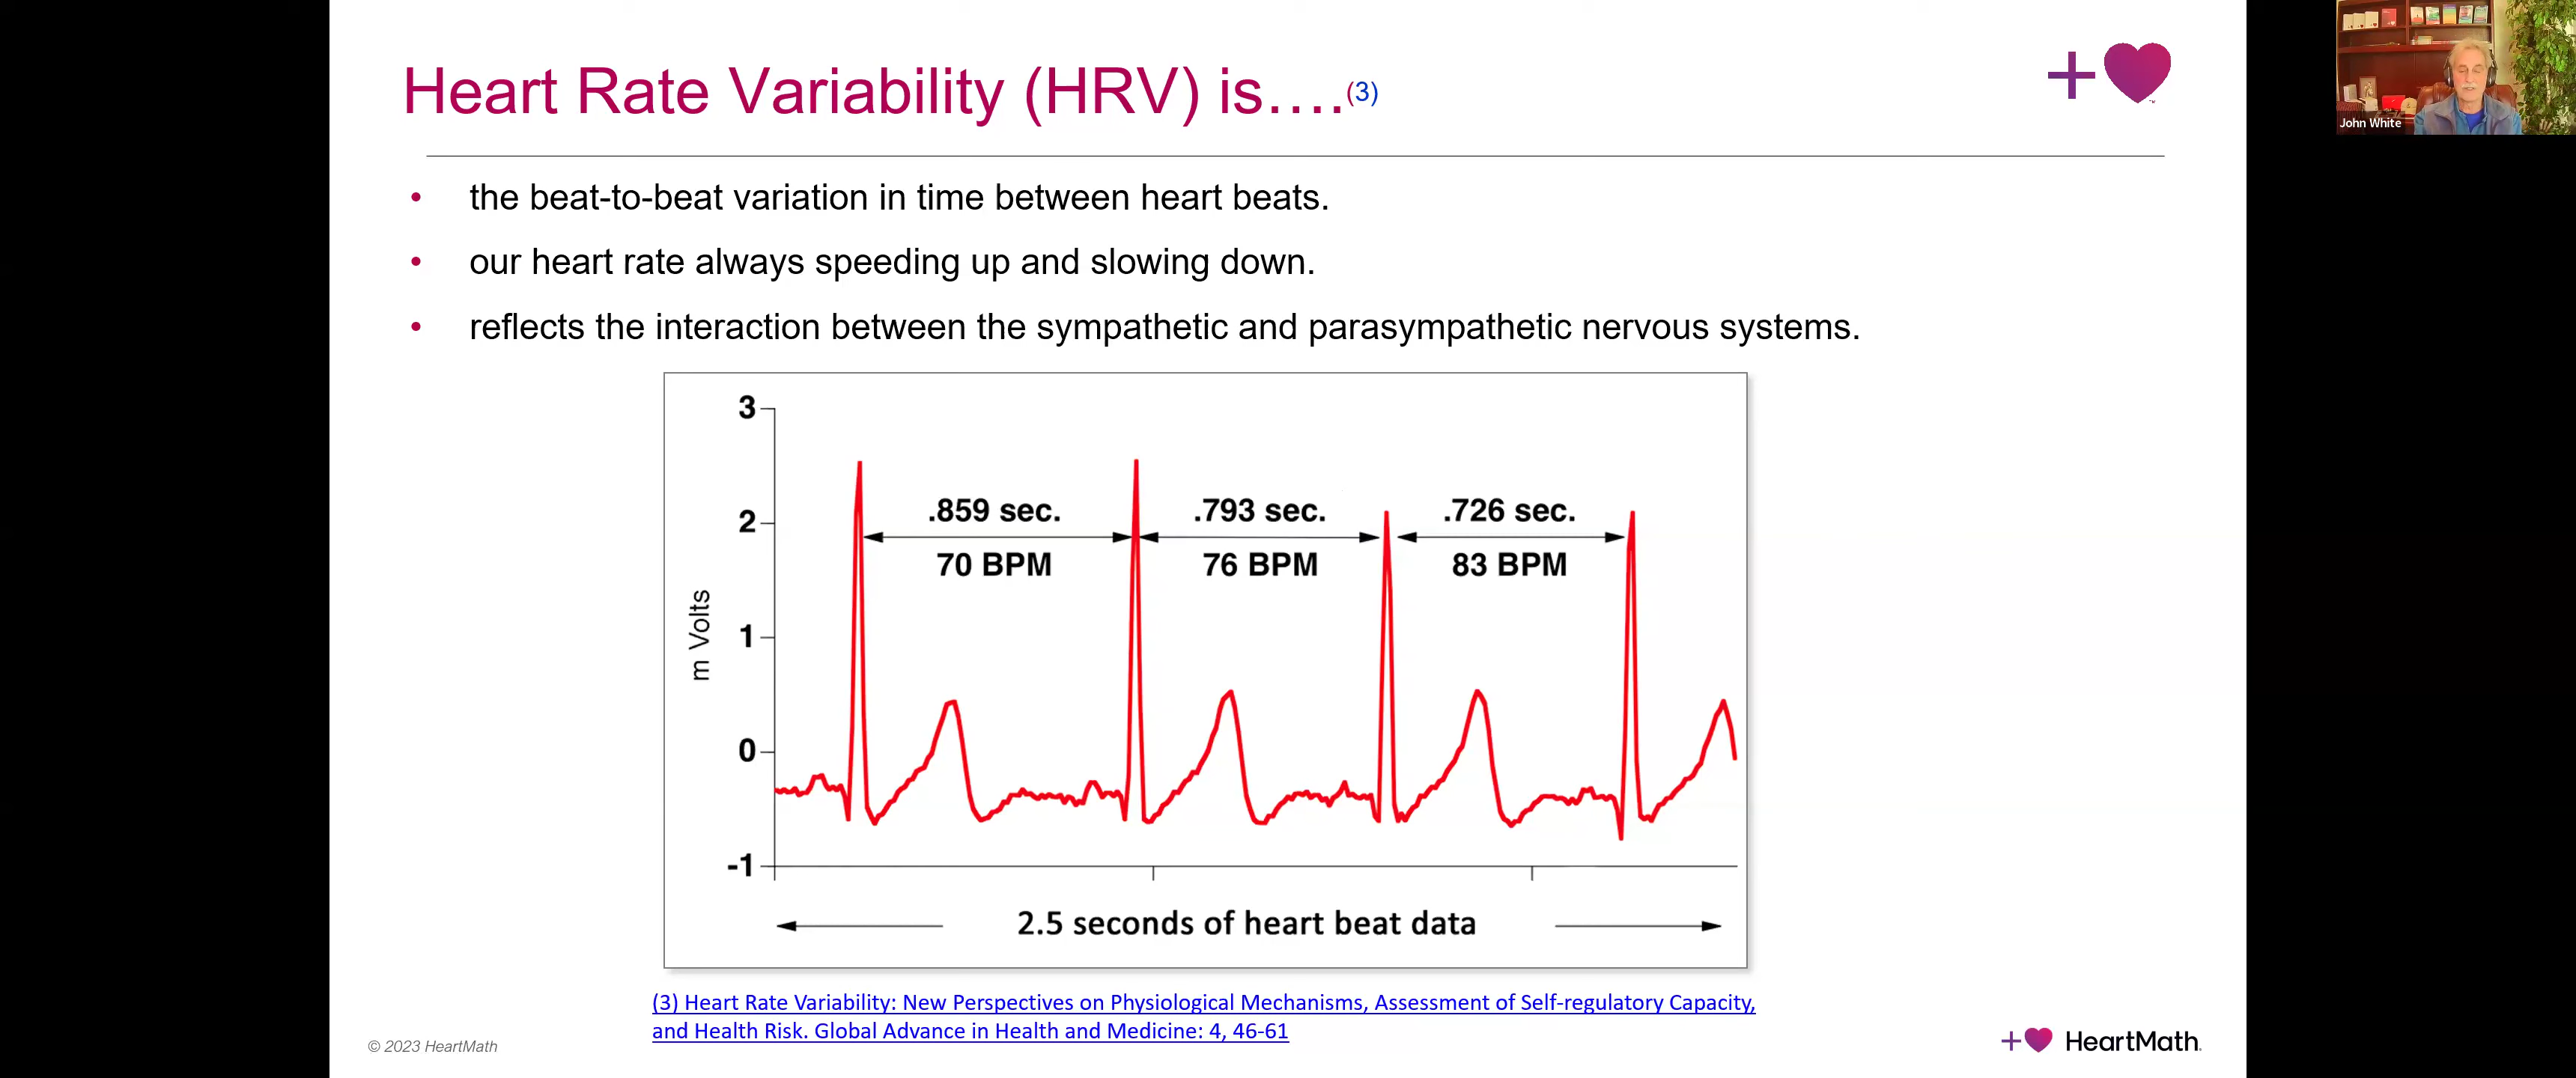 Heart Rate Variability (HRV) is….(3)
John White
• the beat-to-beat variation in time between heart beats.
• our heart rate always speeding up and slowing down.
• reflects the interaction between the sympathetic and parasympathetic nervous systems.
3
2
1
0
-1
m Volts
.859 sec.
70 BPM
.793 sec.
76 BPM
.726 sec.
83 BPM
2.5 seconds of heart beat data
(3) Heart Rate Variability: New Perspectives on Physiological Mechanisms, Assessment of Self-regulatory Capacity,
and Health Risk. Global Advance in Health and Medicine: 4, 46-61
© 2023 HeartMath
HeartMath.